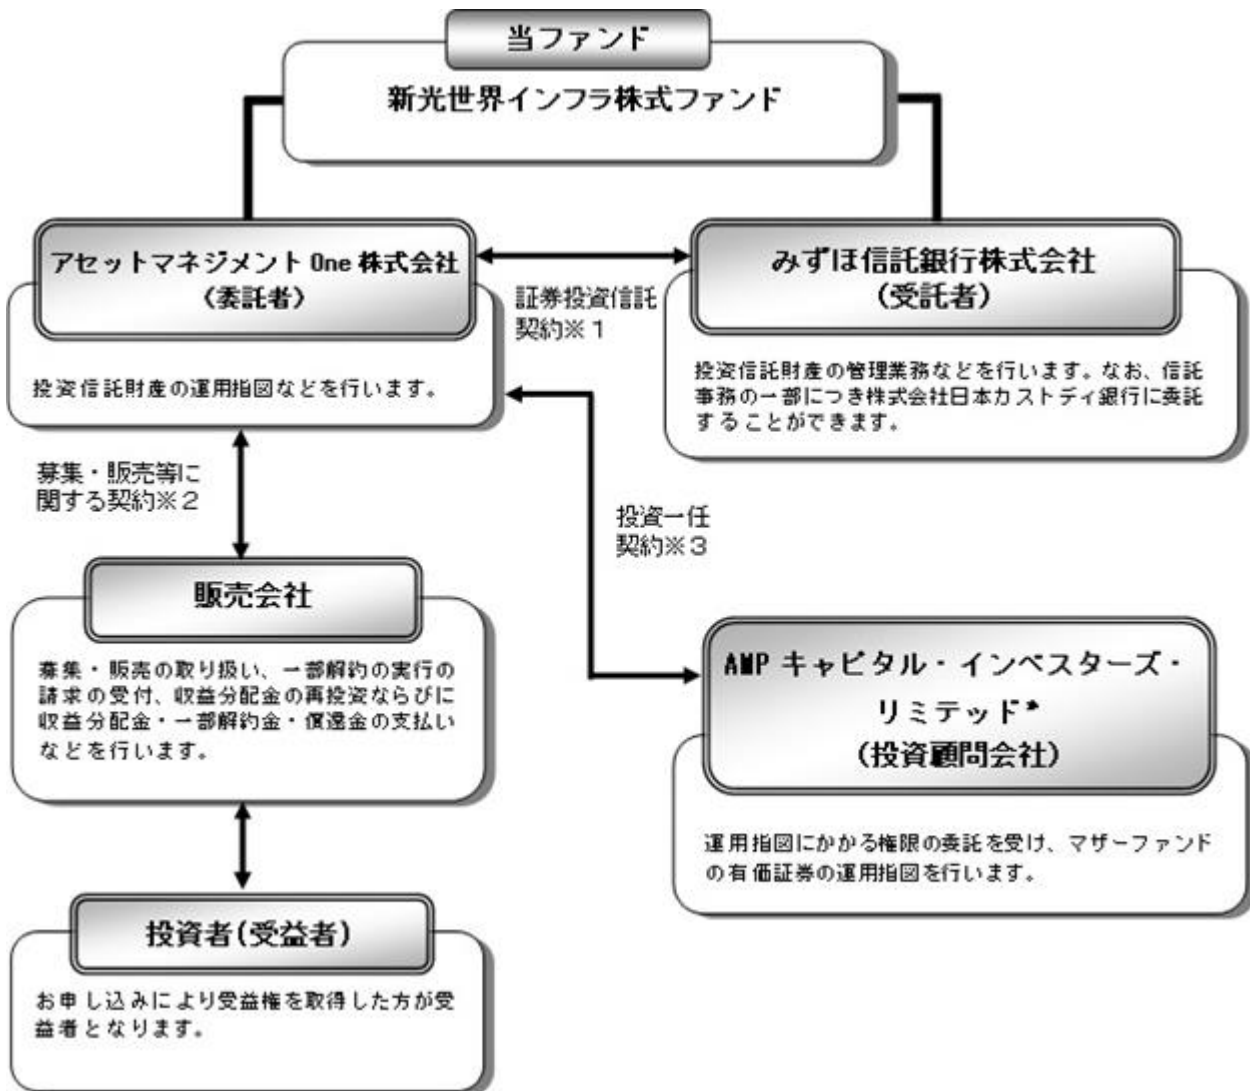 当ファンド
新光世界インフラ株式ファンド
アセットマネジメント One 株式会社
（委託者）
投資信託財産の運用指図などを行います。
証券投資信託
契約※１
みずほ信託銀行株式会社
（受託者）
投資信託財産の管理業務などを行います。なお、信託
事務の一部につき株式会社日本カストディ銀行に委託
することができます。
募集・販売等に
関する契約※２
投資一任
契約※３
販売会社
募集・販売の取り扱い、一部解約の実行の
請求の受付、収益分配金の再投資ならびに
収益分配金・一部解約金・償還金の支払い
などを行います。
AMP キャピタル・インベスターズ・
リミテッド*
（投資顧問会社）
運用指図にかかる権限の委託を受け、マザーファンド
の有価証券の運用指図を行います。
投資者（受益者）
お申し込みにより受益権を取得した方が受
益者となります。